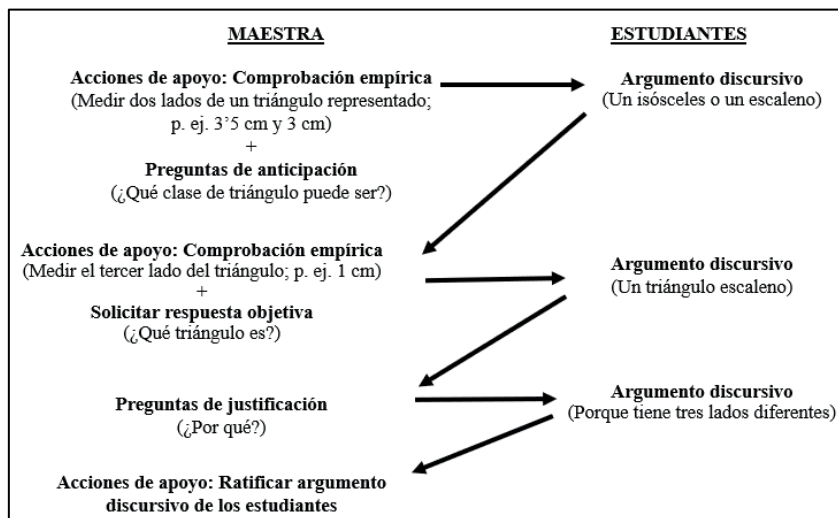 MAESTRA
ESTUDIANTES
Acciones de apoyo: Comprobación empírica
(Medir dos lados de un triángulo representado;
p. ej. 3'5 cm y 3 cm)
+
Preguntas de anticipación
(¿Qué clase de triángulo puede ser?)
Argumento discursivo
(Un isósceles o un escaleno)
Acciones de apoyo: Comprobación empírica
(Medir el tercer lado del triángulo; p. ej. 1 cm)
+
Solicitar respuesta objetiva
(¿Qué triángulo es?)
Argumento discursivo
(Un triángulo escaleno)
Preguntas de justificación
(¿Por qué?)
Argumento discursivo
(Porque tiene tres lados diferentes)
Acciones de apoyo: Ratificar argumento
discursivo de los estudiantes